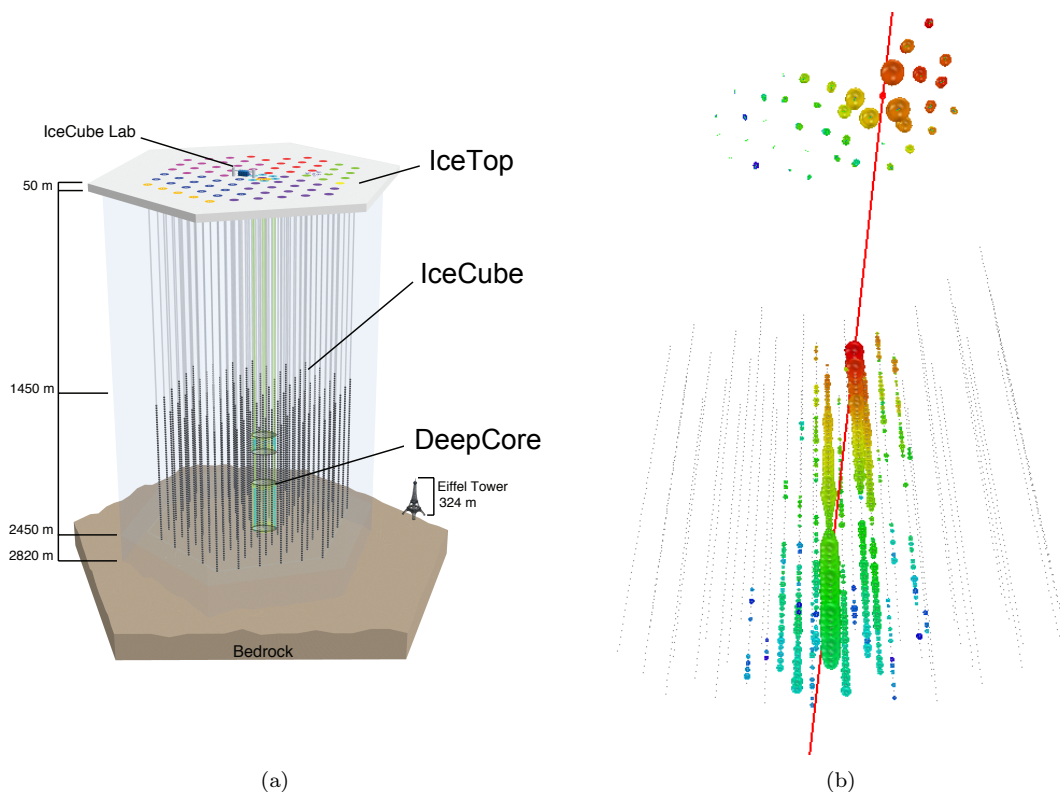 IceCube Lab
IceTop
50 m
IceCube
1450 m
DeepCore
Eiffel Tower
324 m
2450 m
2820 m
Bedrock
(a)
(b)